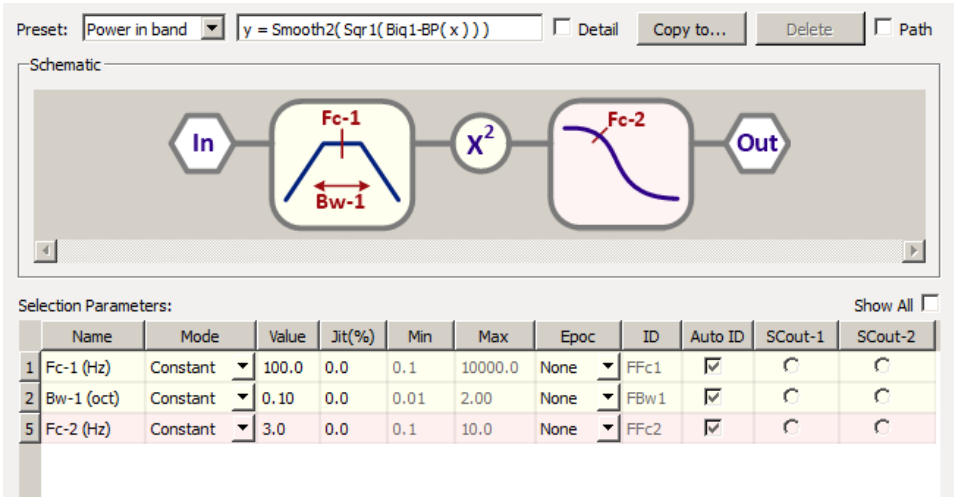 Preset: Power in band y = Smooth2( Sqr1( Biq1-BP( x ) ) ) Detail Copy to... Delete Path
Schematic
In Fc-1 Bw-1 X² Fc-2 Out
Selection Parameters: Show All
Name Mode Value Jit(%) Min Max Epoc ID Auto ID SCout-1 SCout-2
1 Fc-1 (Hz) Constant 100.0 0.0 0.1 10000.0 None FFc1
2 Bw-1 (oct) Constant 0.10 0.0 0.01 2.00 None FBw1
5 Fc-2 (Hz) Constant 3.0 0.0 0.1 10.0 None FFc2